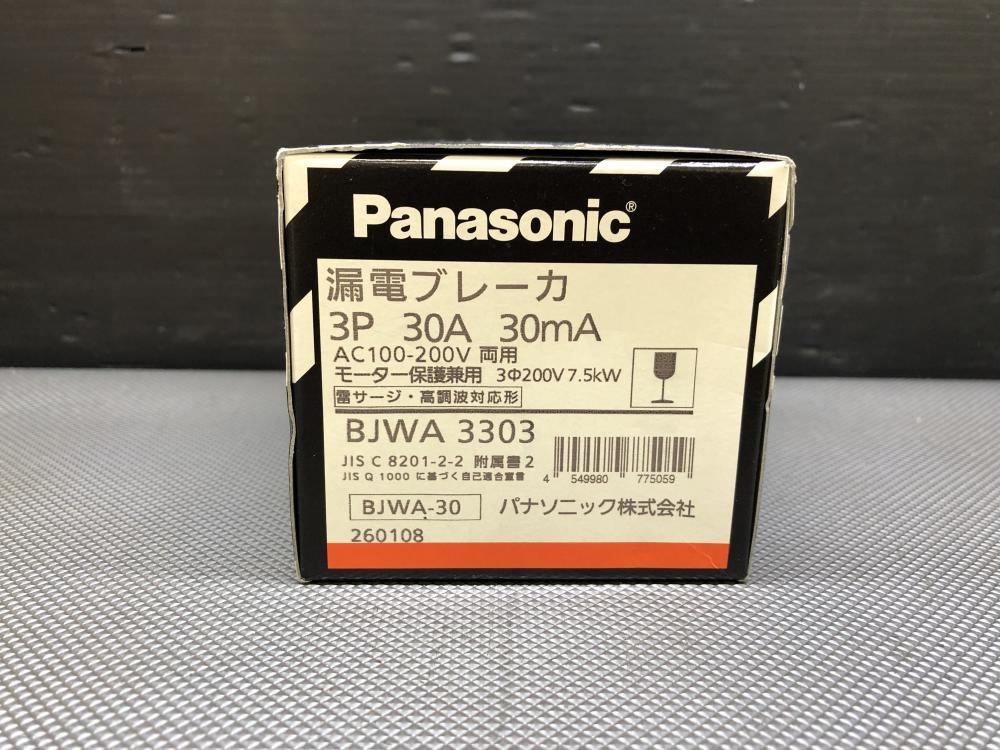 Panasonic®
漏電ブレーカ
3P 30A 30mA
AC100-200V 両用
モーター保護兼用 3Φ200V 7.5kW
雷サージ・高調波対応形
BJWA 3303
JIS C 8201-2-2 附属書2
JIS Q 1000 に基づく自己適合宣言
4 549980 775059
BJWA-30 パナソニック株式会社
260108